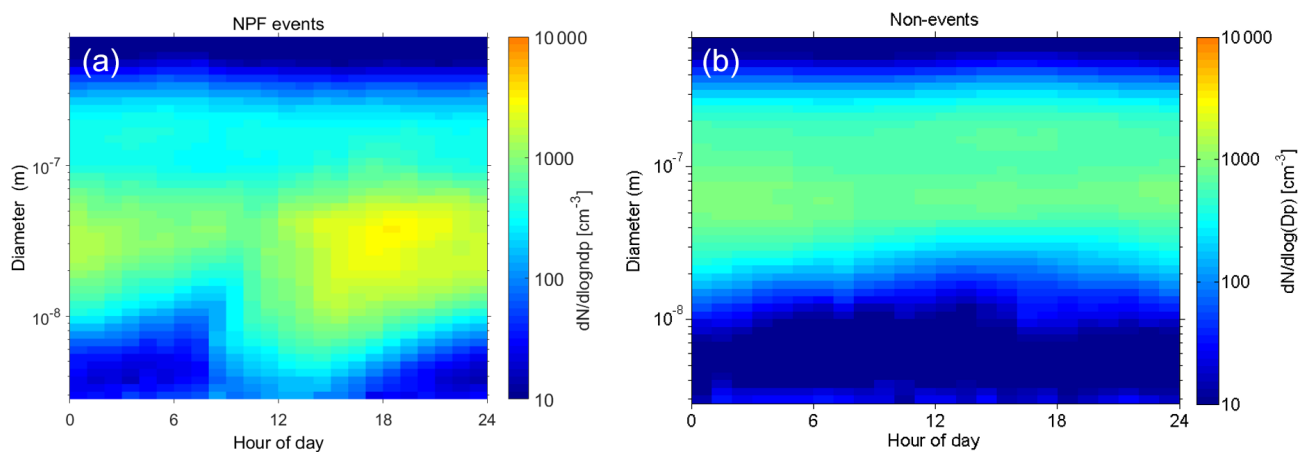 NPF events
(a)
10 000
1000
100
10
dN/dlogndp [cm-3]
10-7
10-8
Diameter (m)
0
6
12
18
24
Hour of day
Non-events
(b)
10 000
1000
100
10
dN/dlog(Dp) [cm-3]
10-7
10-8
Diameter (m)
0
6
12
18
24
Hour of day